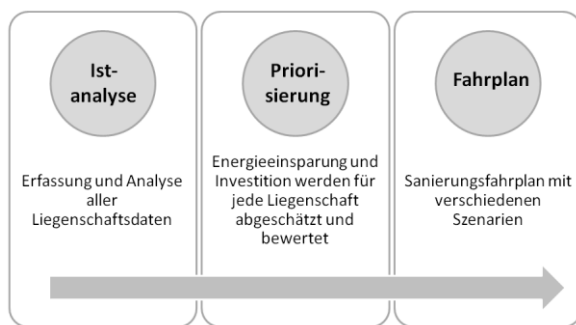 Ist-
analyse
Erfassung und Analyse
aller
Liegenschaftsdaten
Priori-
sierung
Energieeinsparung und
Investition werden für
jede Liegenschaft
abgeschätzt und
bewertet
Fahrplan
Sanierungsfahrplan mit
verschiedenen
Szenarien